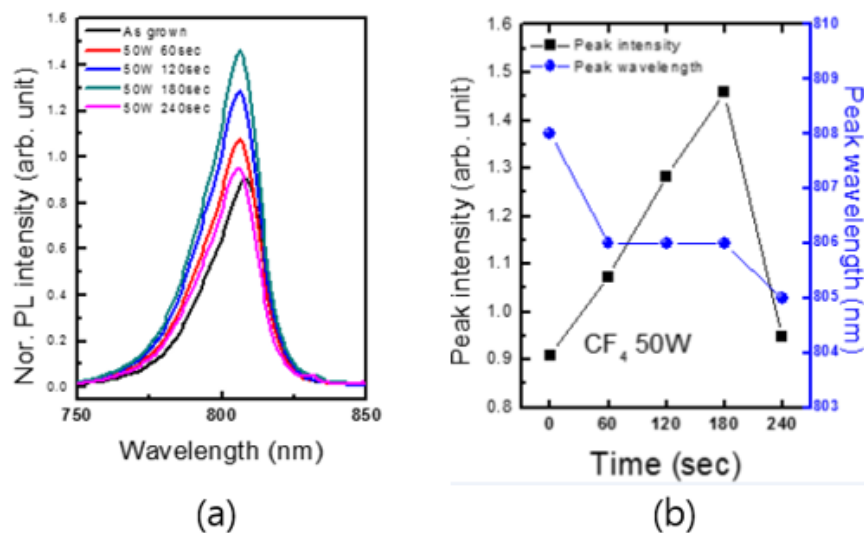 1.6
1.4
1.2
1.0
0.8
0.6
0.4
0.2
0.0
Nor. PL intensity (arb. unit)
As grown
50W 60sec
50W 120sec
50W 180sec
50W 240sec
750
800
850
Wavelength (nm)
(a)
1.6
1.5
1.4
1.3
1.2
1.1
1.0
0.9
0.8
Peak intensity (arb. unit)
Peak intensity
Peak wavelength
CF4 50W
810
809
808
807
806
805
804
803
Peak wavelength
(nm)
0
60
120
180
240
Time (sec)
(b)